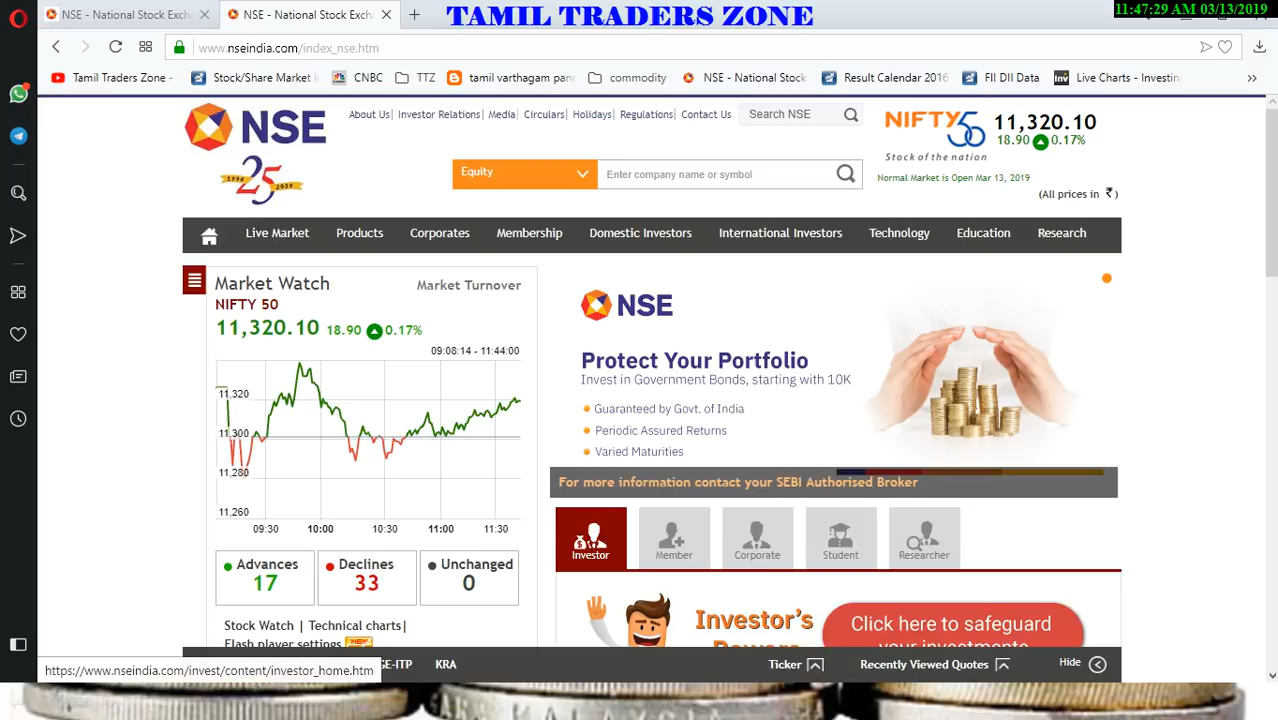 TAMIL TRADERS ZONE
11:47:29 AM 03/13/2019
NSE - National Stock Excha
NSE - National Stock Excha
www.nseindia.com/index_nse.htm
Tamil Traders Zone -
Stock/Share Market I
CNBC
TTZ
tamil varthagam pan
commodity
NSE - National Stock
Result Calendar 2016
FII DII Data
Live Charts - Investin
NSE
About Us
Investor Relations
Media
Circulars
Holidays
Regulations
Contact Us
Search NSE
NIFTY 50
11,320.10
18.90 0.17%
Stock of the nation
Normal Market is Open Mar 13, 2019
(All prices in ₹)
25
Equity
Enter company name or symbol
Live Market
Products
Corporates
Membership
Domestic Investors
International Investors
Technology
Education
Research
Market Watch
Market Turnover
NIFTY 50
11,320.10 18.90 0.17%
09:08:14 - 11:44:00
11,320
11,300
11,280
11,260
09:30 10:00 10:30 11:00 11:30
Advances
17
Declines
33
Unchanged
0
Stock Watch | Technical charts|
Flash player settings NEW
NSE
Protect Your Portfolio
Invest in Government Bonds, starting with 10K
Guaranteed by Govt. of India
Periodic Assured Returns
Varied Maturities
For more information contact your SEBI Authorised Broker
Investor
Member
Corporate
Student
Researcher
Investor's
Click here to safeguard
your investments
https://www.nseindia.com/invest/content/investor_home.htm
KRA
Ticker
Recently Viewed Quotes
Hide
MALAYSIA